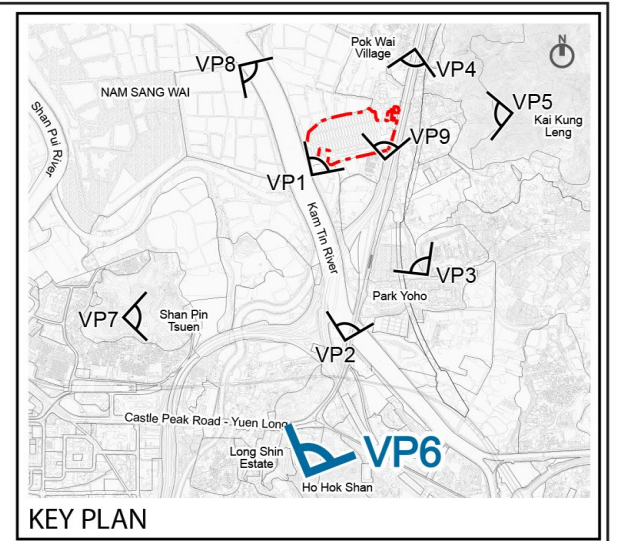 N
Pok Wai
Village
VP8
VP4
NAM SANG WAI
VP5
Kai Kung
Leng
Shan Pui River
VP9
VP1
Kam Tin River
VP3
Park Yoho
VP7
Shan Pin
Tsuen
VP2
Castle Peak Road - Yuen Long
Long Shin
Estate
VP6
Ho Hok Shan
KEY PLAN